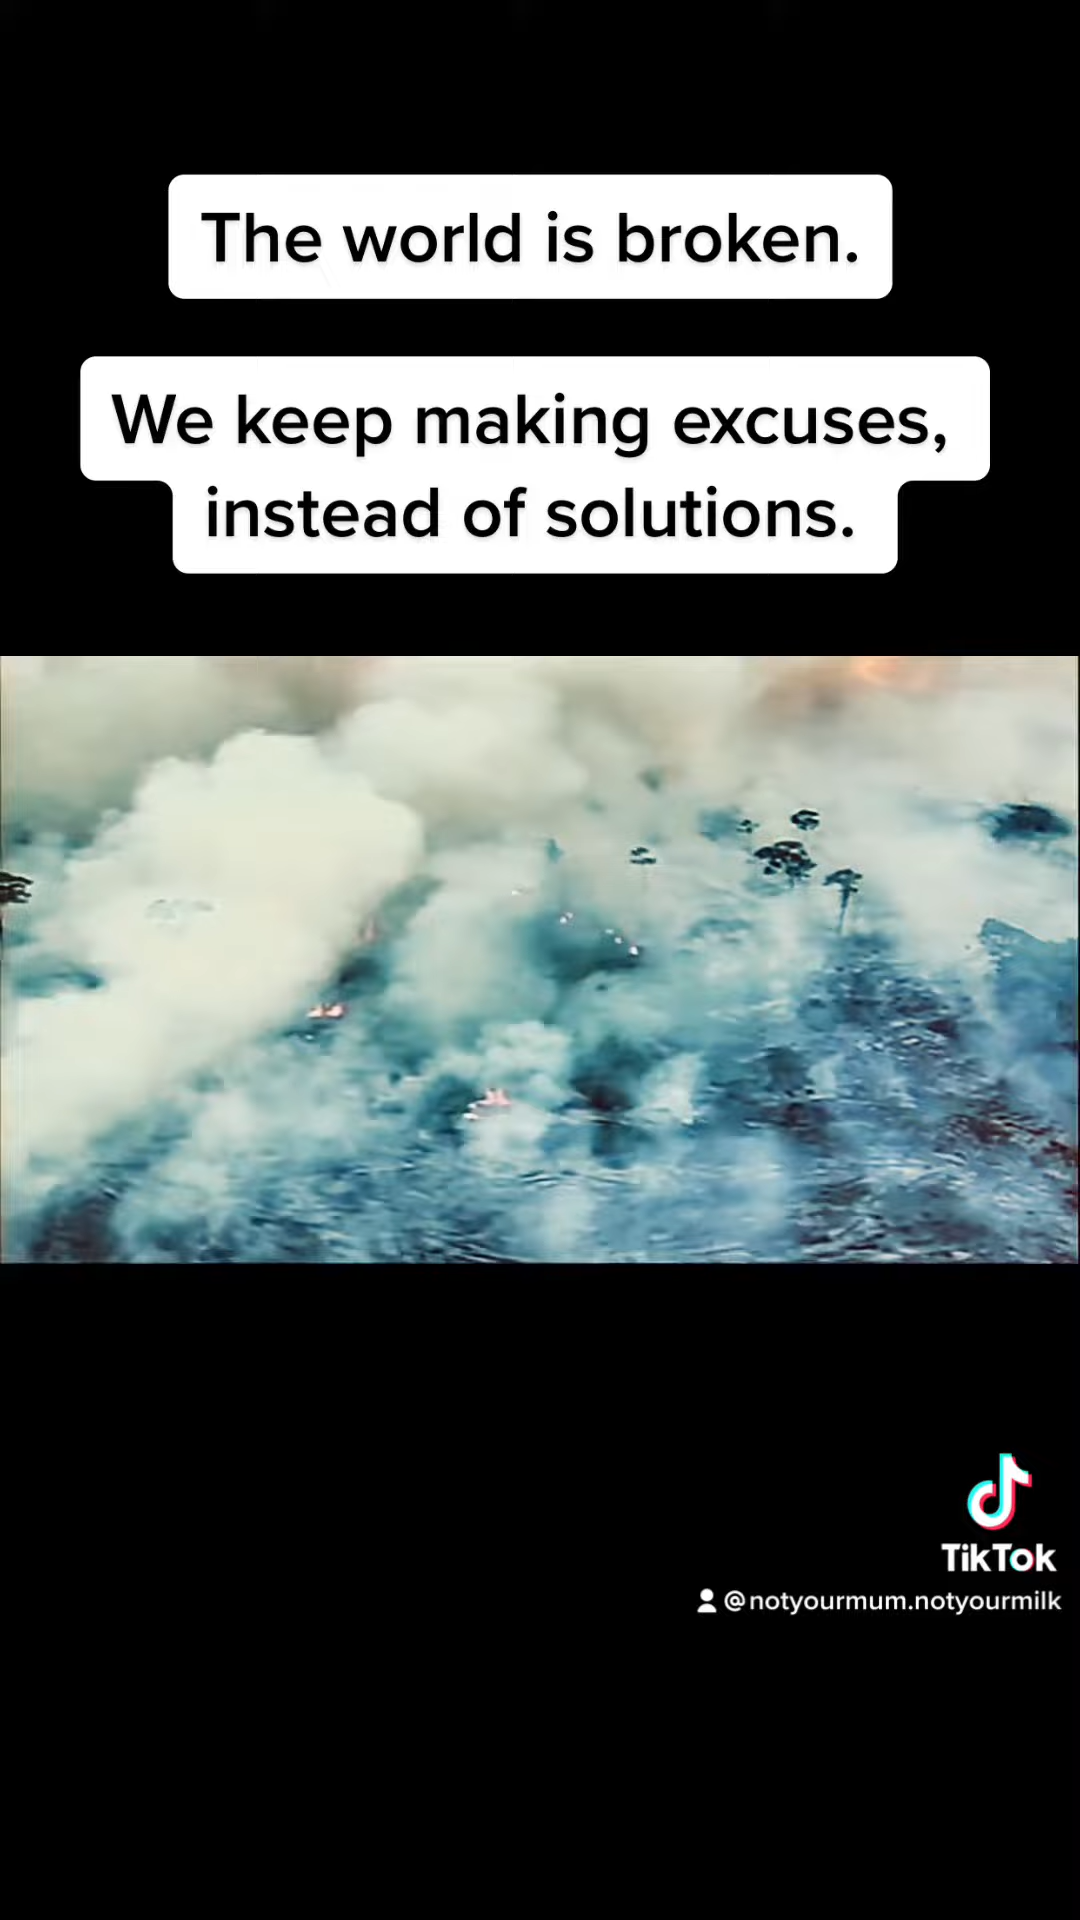 The world is broken.
We keep making excuses,
instead of solutions.
TikTok
@notyourmum.notyourmilk